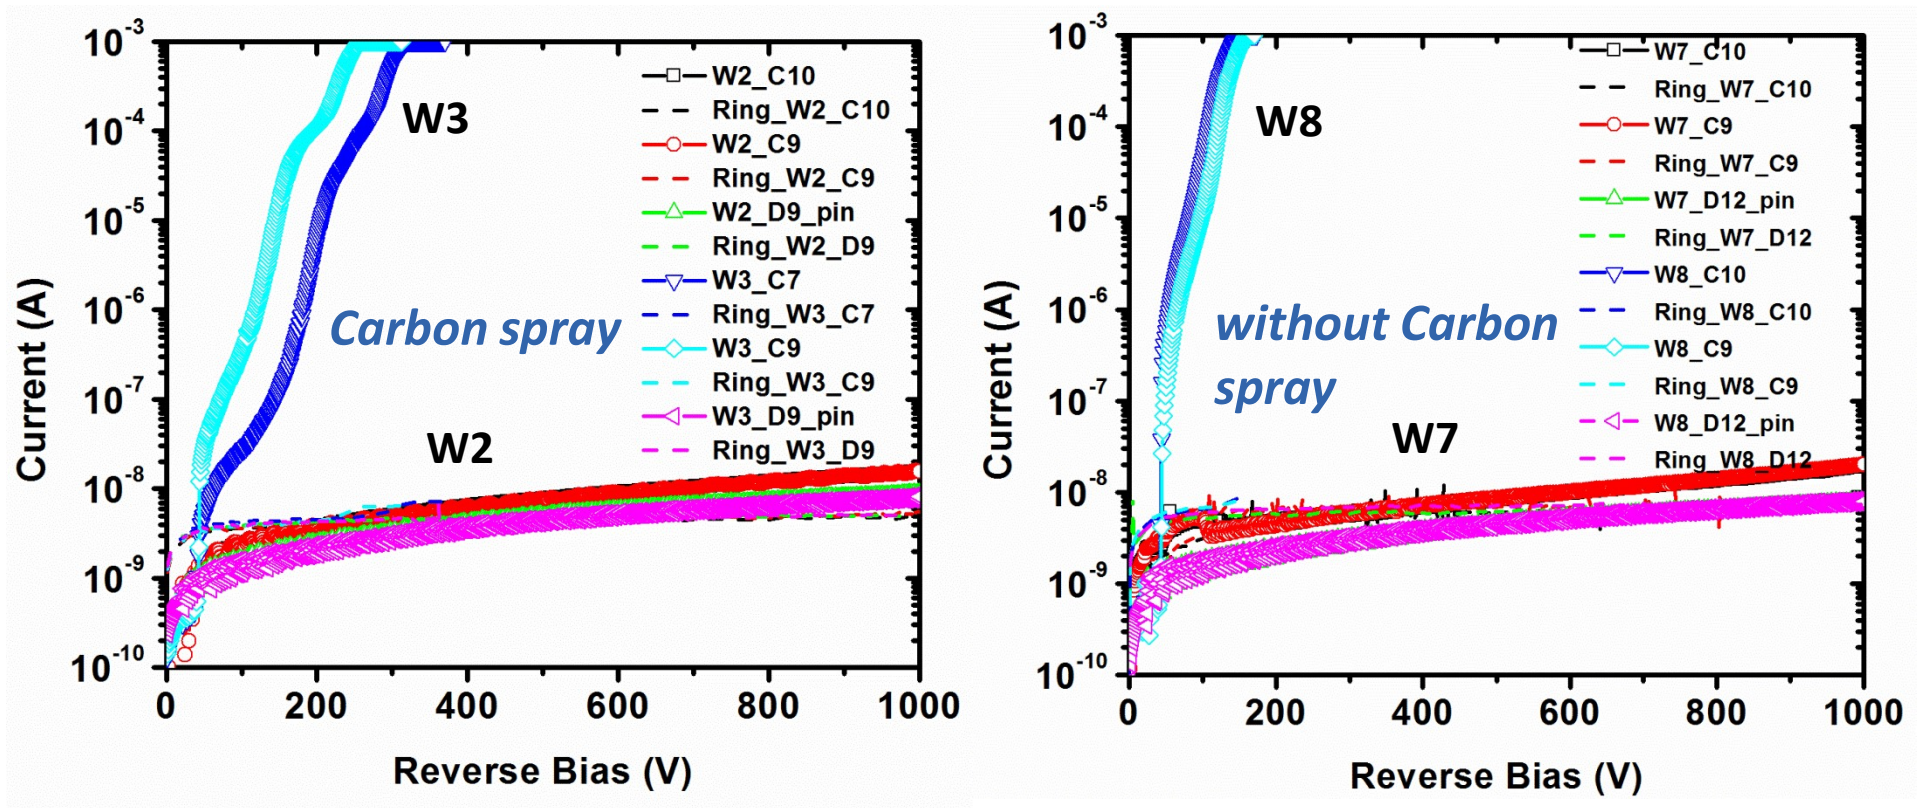 10-3
10-4
10-5
10-6
10-7
10-8
10-9
10-10
Current (A)
0
200
400
600
800
1000
Reverse Bias (V)
W3
W2
Carbon spray
W2_C10
Ring_W2_C10
W2_C9
Ring_W2_C9
W2_D9_pin
Ring_W2_D9
W3_C7
Ring_W3_C7
W3_C9
Ring_W3_C9
W3_D9_pin
Ring_W3_D9
10-3
10-4
10-5
10-6
10-7
10-8
10-9
10-10
Current (A)
0
200
400
600
800
1000
Reverse Bias (V)
W8
without Carbon
spray
W7
W7_C10
Ring_W7_C10
W7_C9
Ring_W7_C9
W7_D12_pin
Ring_W7_D12
W8_C10
Ring_W8_C10
W8_C9
Ring_W8_C9
W8_D12_pin
Ring_W8_D12